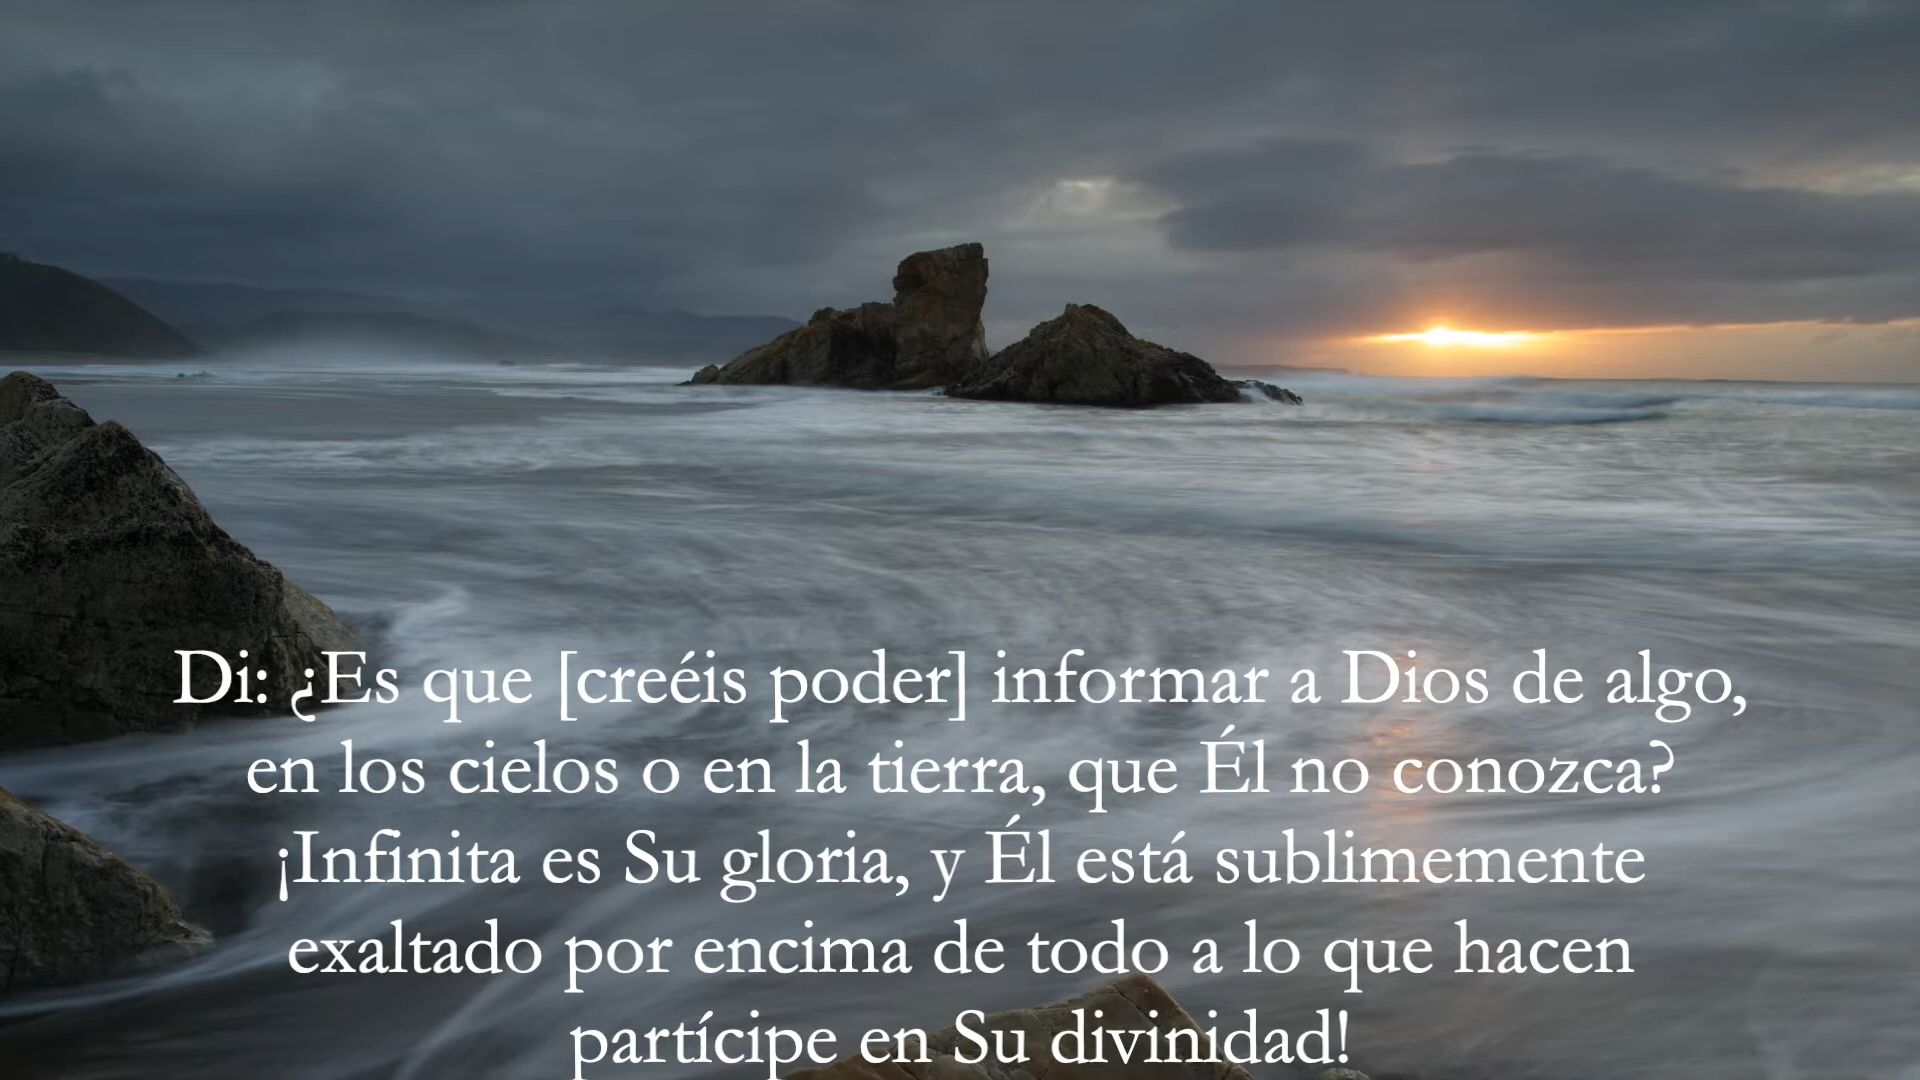 Di: ¿Es que [creéis poder] informar a Dios de algo,
en los cielos o en la tierra, que Él no conozca?
¡Infinita es Su gloria, y Él está sublimemente
exaltado por encima de todo a lo que hacen
partícipe en Su divinidad!